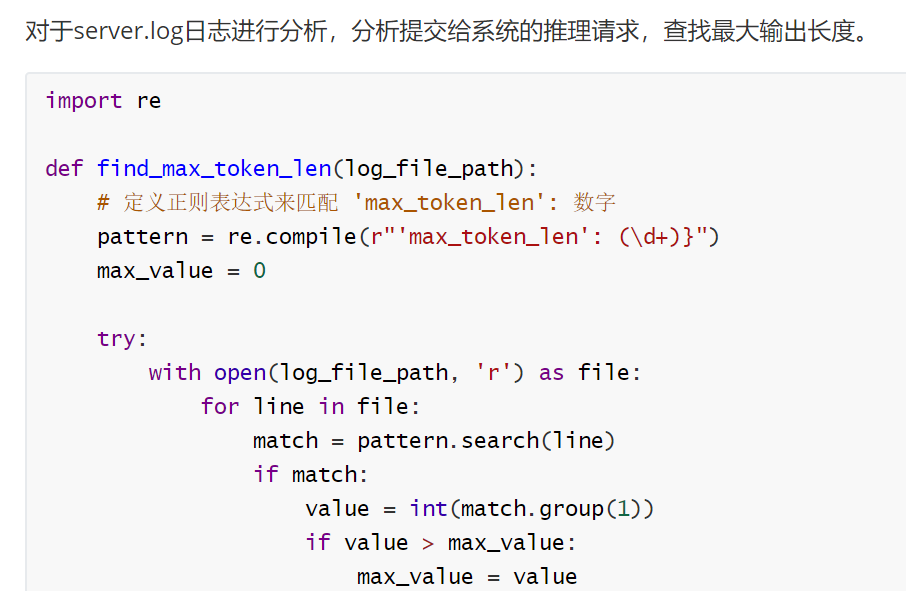 对于server.log日志进行分析，分析提交给系统的推理请求，查找最大输出长度。
import re
def find_max_token_len(log_file_path):
    # 定义正则表达式来匹配 'max_token_len': 数字
    pattern = re.compile(r"'max_token_len': (\d+)}")
    max_value = 0
    try:
        with open(log_file_path, 'r') as file:
            for line in file:
                match = pattern.search(line)
                if match:
                    value = int(match.group(1))
                    if value > max_value:
                        max_value = value